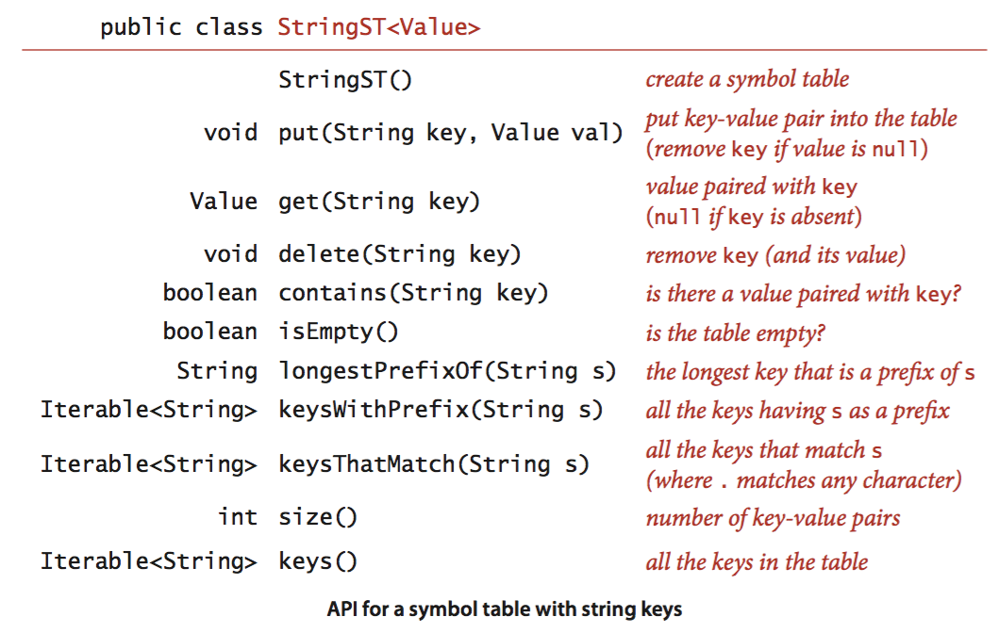 public class StringST<Value>
StringST() create a symbol table
void put(String key, Value val) put key-value pair into the table
(remove key if value is null)
Value get(String key) value paired with key
(null if key is absent)
void delete(String key) remove key (and its value)
boolean contains(String key) is there a value paired with key?
boolean isEmpty() is the table empty?
String longestPrefixOf(String s) the longest key that is a prefix of s
Iterable<String> keysWithPrefix(String s) all the keys having s as a prefix
Iterable<String> keysThatMatch(String s) all the keys that match s
(where . matches any character)
int size() number of key-value pairs
Iterable<String> keys() all the keys in the table
API for a symbol table with string keys